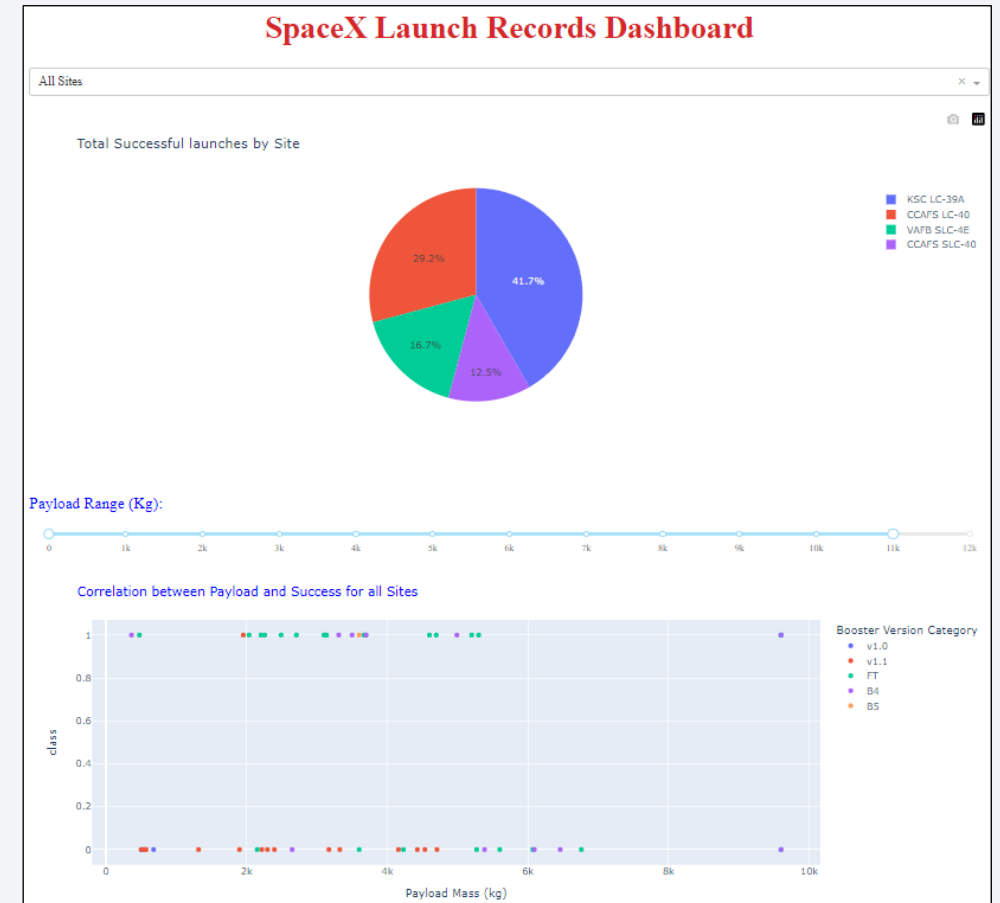 SpaceX Launch Records Dashboard
All Sites
Total Successful launches by Site
KSC LC-39A
CCAFS LC-40
VAFB SLC-4E
CCAFS SLC-40
29.2%
41.7%
16.7%
12.5%
Payload Range (Kg):
0 1k 2k 3k 4k 5k 6k 7k 8k 9k 10k 11k 12k
Correlation between Payload and Success for all Sites
Booster Version Category
v1.0
v1.1
FT
B4
B5
1
0.8
0.6
0.4
0.2
0
class
0 2k 4k 6k 8k 10k
Payload Mass (kg)